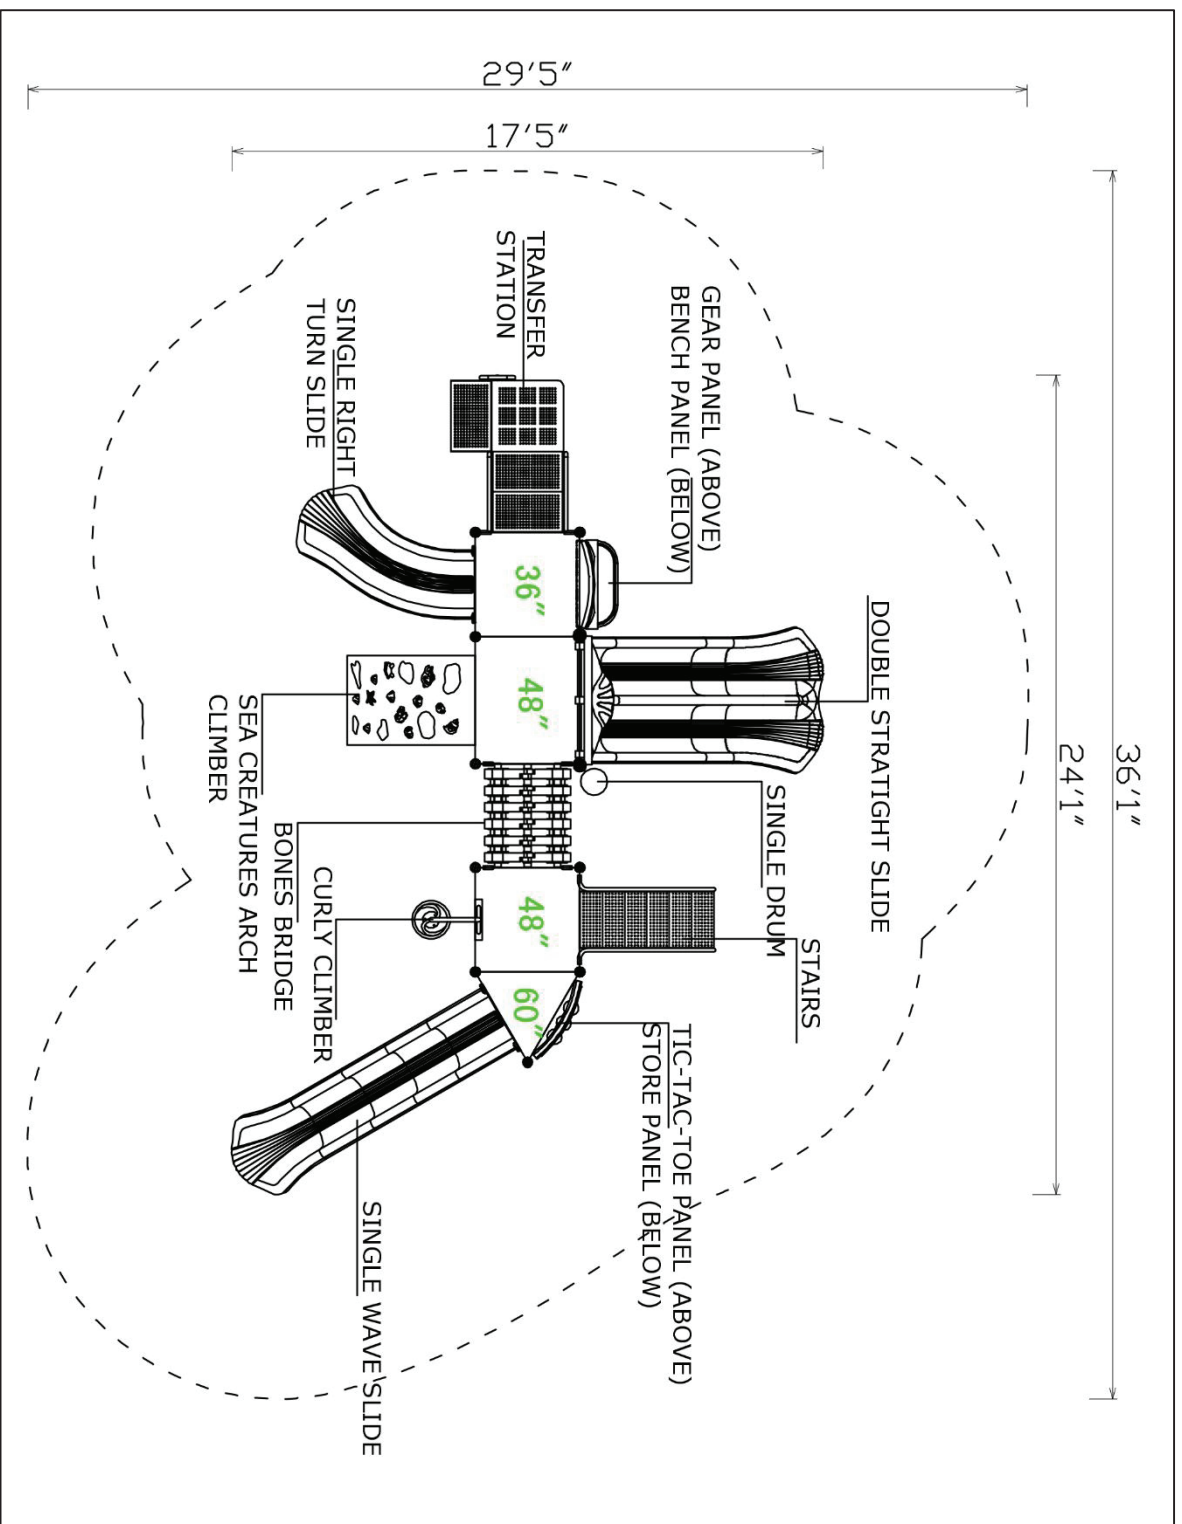 29'5"
17'5"
36'1"
24'1"
TRANSFER
STATION
GEAR PANEL (ABOVE)
BENCH PANEL (BELOW)
SINGLE RIGHT
TURN SLIDE
DOUBLE STRATIGHT SLIDE
36"
48"
48"
60"
SEA CREATURES ARCH
CLIMBER
BONES BRIDGE
CURLY CLIMBER
SINGLE DRUM
STAIRS
TIC-TAC-TOE PANEL (ABOVE)
STORE PANEL (BELOW)
SINGLE WAVE SLIDE